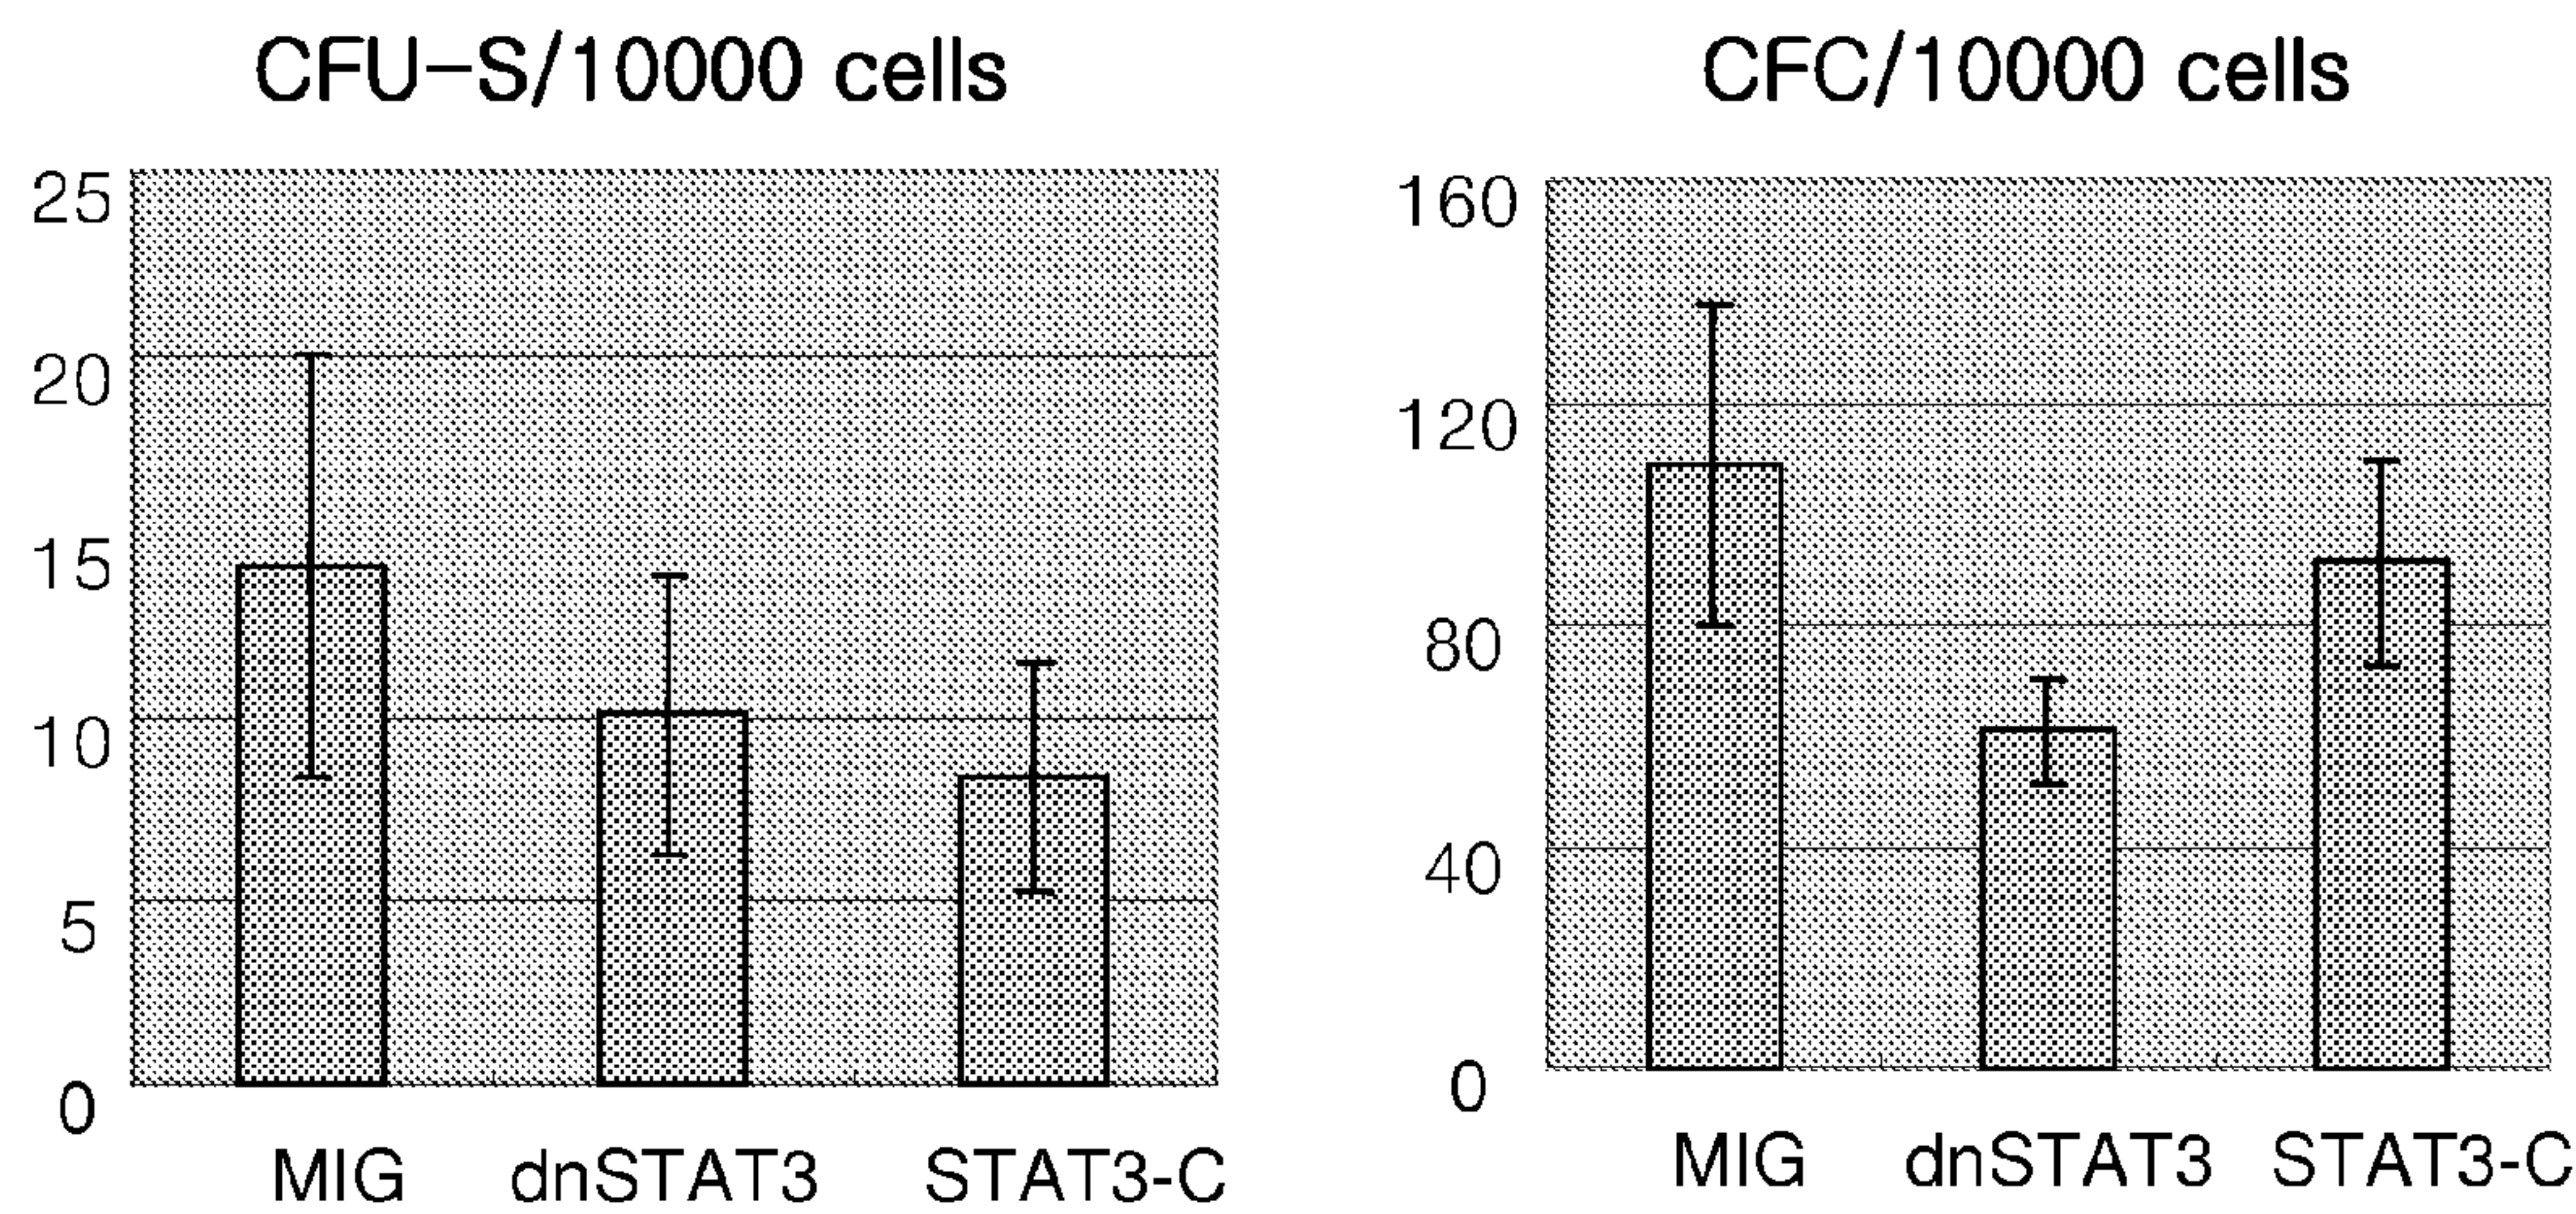 CFU-S/10000 cells
25
20
15
10
5
0
MIG dnSTAT3 STAT3-C
CFC/10000 cells
160
120
80
40
0
MIG dnSTAT3 STAT3-C